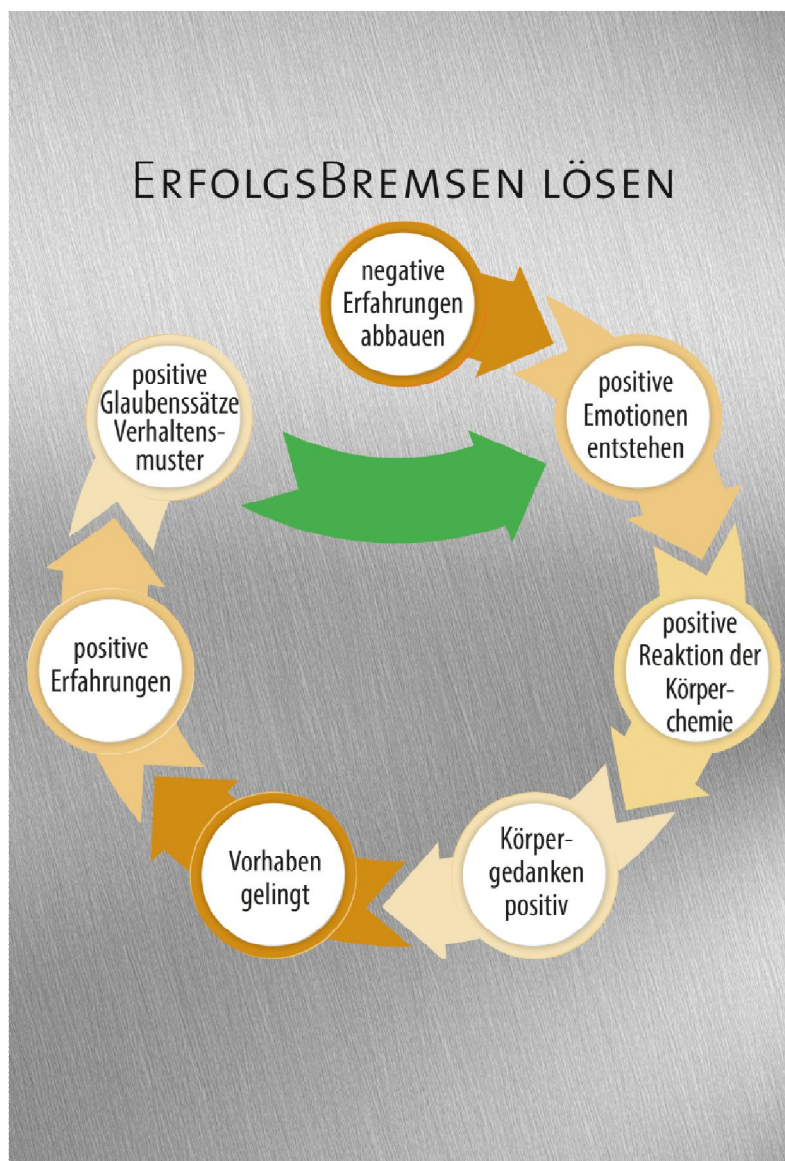 ErfolgsBremsen lösen
negative
Erfahrungen
abbauen
positive
Emotionen
entstehen
positive
Reaktion der
Körper-
chemie
Körper-
gedanken
positiv
Vorhaben
gelingt
positive
Erfahrungen
positive
Glaubenssätze
Verhaltens-
muster